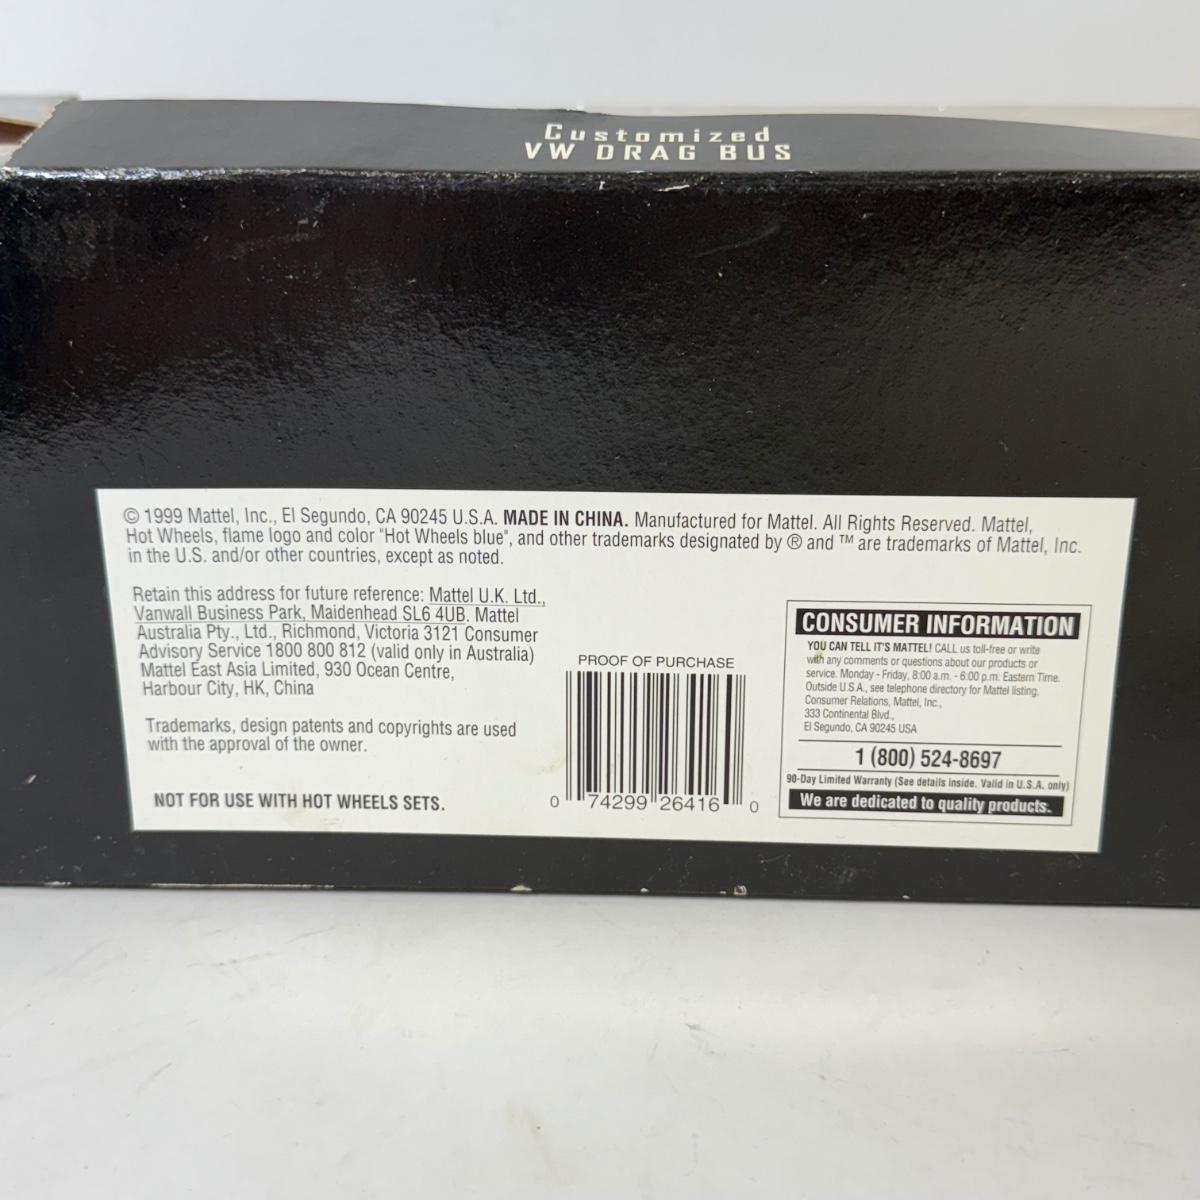 Customized
VW DRAG BUS
© 1999 Mattel, Inc., El Segundo, CA 90245 U.S.A. MADE IN CHINA. Manufactured for Mattel. All Rights Reserved. Mattel,
Hot Wheels, flame logo and color "Hot Wheels blue", and other trademarks designated by ® and ™ are trademarks of Mattel, Inc.
in the U.S. and/or other countries, except as noted.
Retain this address for future reference: Mattel U.K. Ltd.,
Vanwall Business Park, Maidenhead SL6 4UB. Mattel
Australia Pty., Ltd., Richmond, Victoria 3121 Consumer
Advisory Service 1800 800 812 (valid only in Australia)
Mattel East Asia Limited, 930 Ocean Centre,
Harbour City, HK, China
Trademarks, design patents and copyrights are used
with the approval of the owner.
NOT FOR USE WITH HOT WHEELS SETS.
PROOF OF PURCHASE
0 74299 26416 0
CONSUMER INFORMATION
YOU CAN TELL IT'S MATTEL! CALL us toll-free or write
with any comments or questions about our products or
service. Monday - Friday, 8:00 a.m. - 6:00 p.m. Eastern Time.
Outside U.S.A., see telephone directory for Mattel listing.
Consumer Relations, Mattel, Inc.,
333 Continental Blvd.,
El Segundo, CA 90245 USA
1 (800) 524-8697
90-Day Limited Warranty (See details inside. Valid in U.S.A. only)
We are dedicated to quality products.